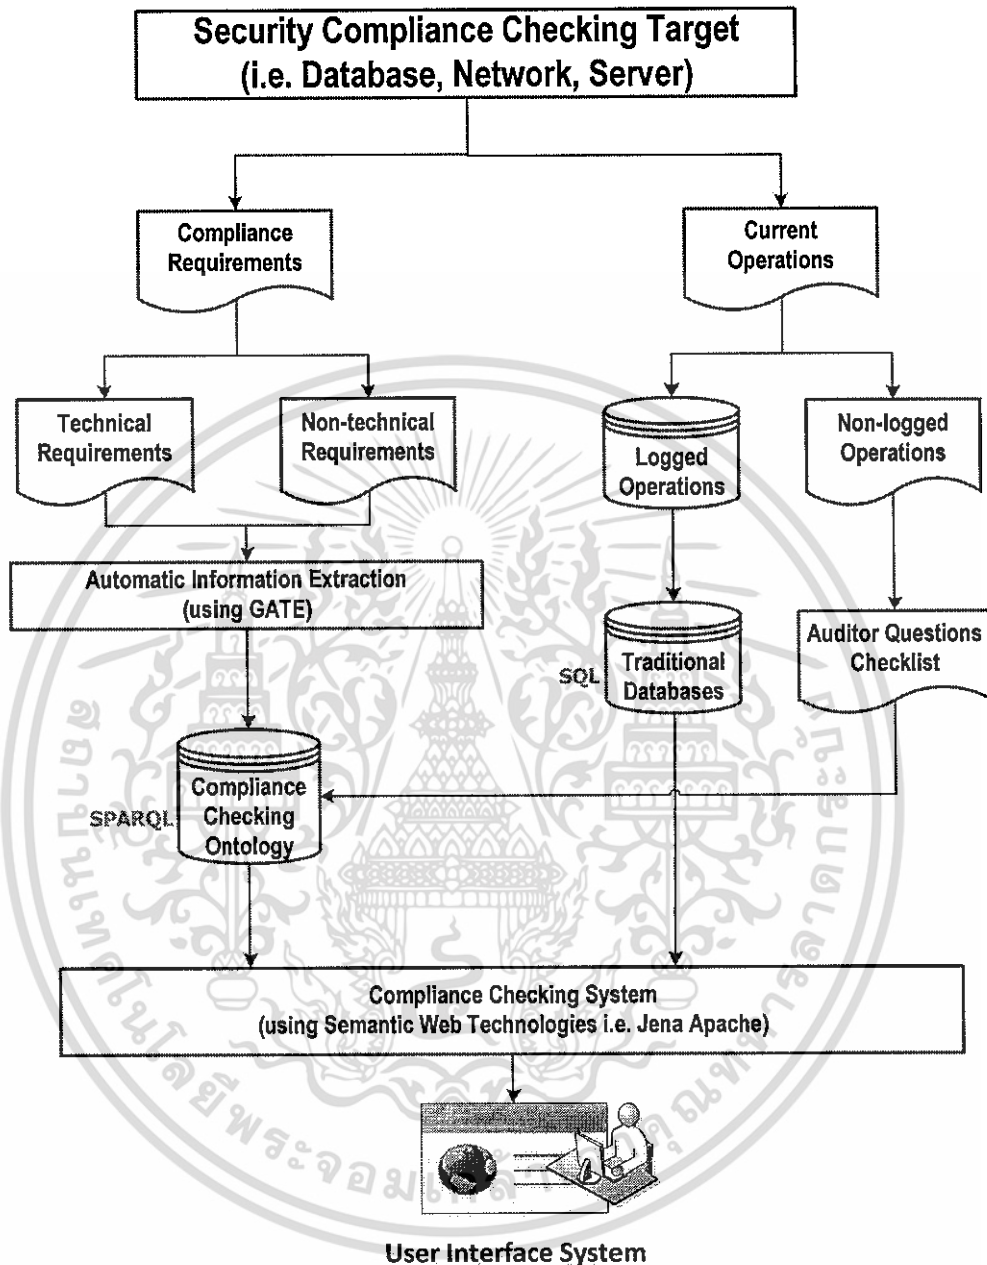 Security Compliance Checking Target
(i.e. Database, Network, Server)
Compliance
Requirements
Current
Operations
Technical
Requirements
Non-technical
Requirements
Logged
Operations
Non-logged
Operations
Automatic Information Extraction
(using GATE)
SQL
Traditional
Databases
Auditor Questions
Checklist
SPARQL
Compliance
Checking
Ontology
Compliance Checking System
(using Semantic Web Technologies i.e. Jena Apache)
User Interface System